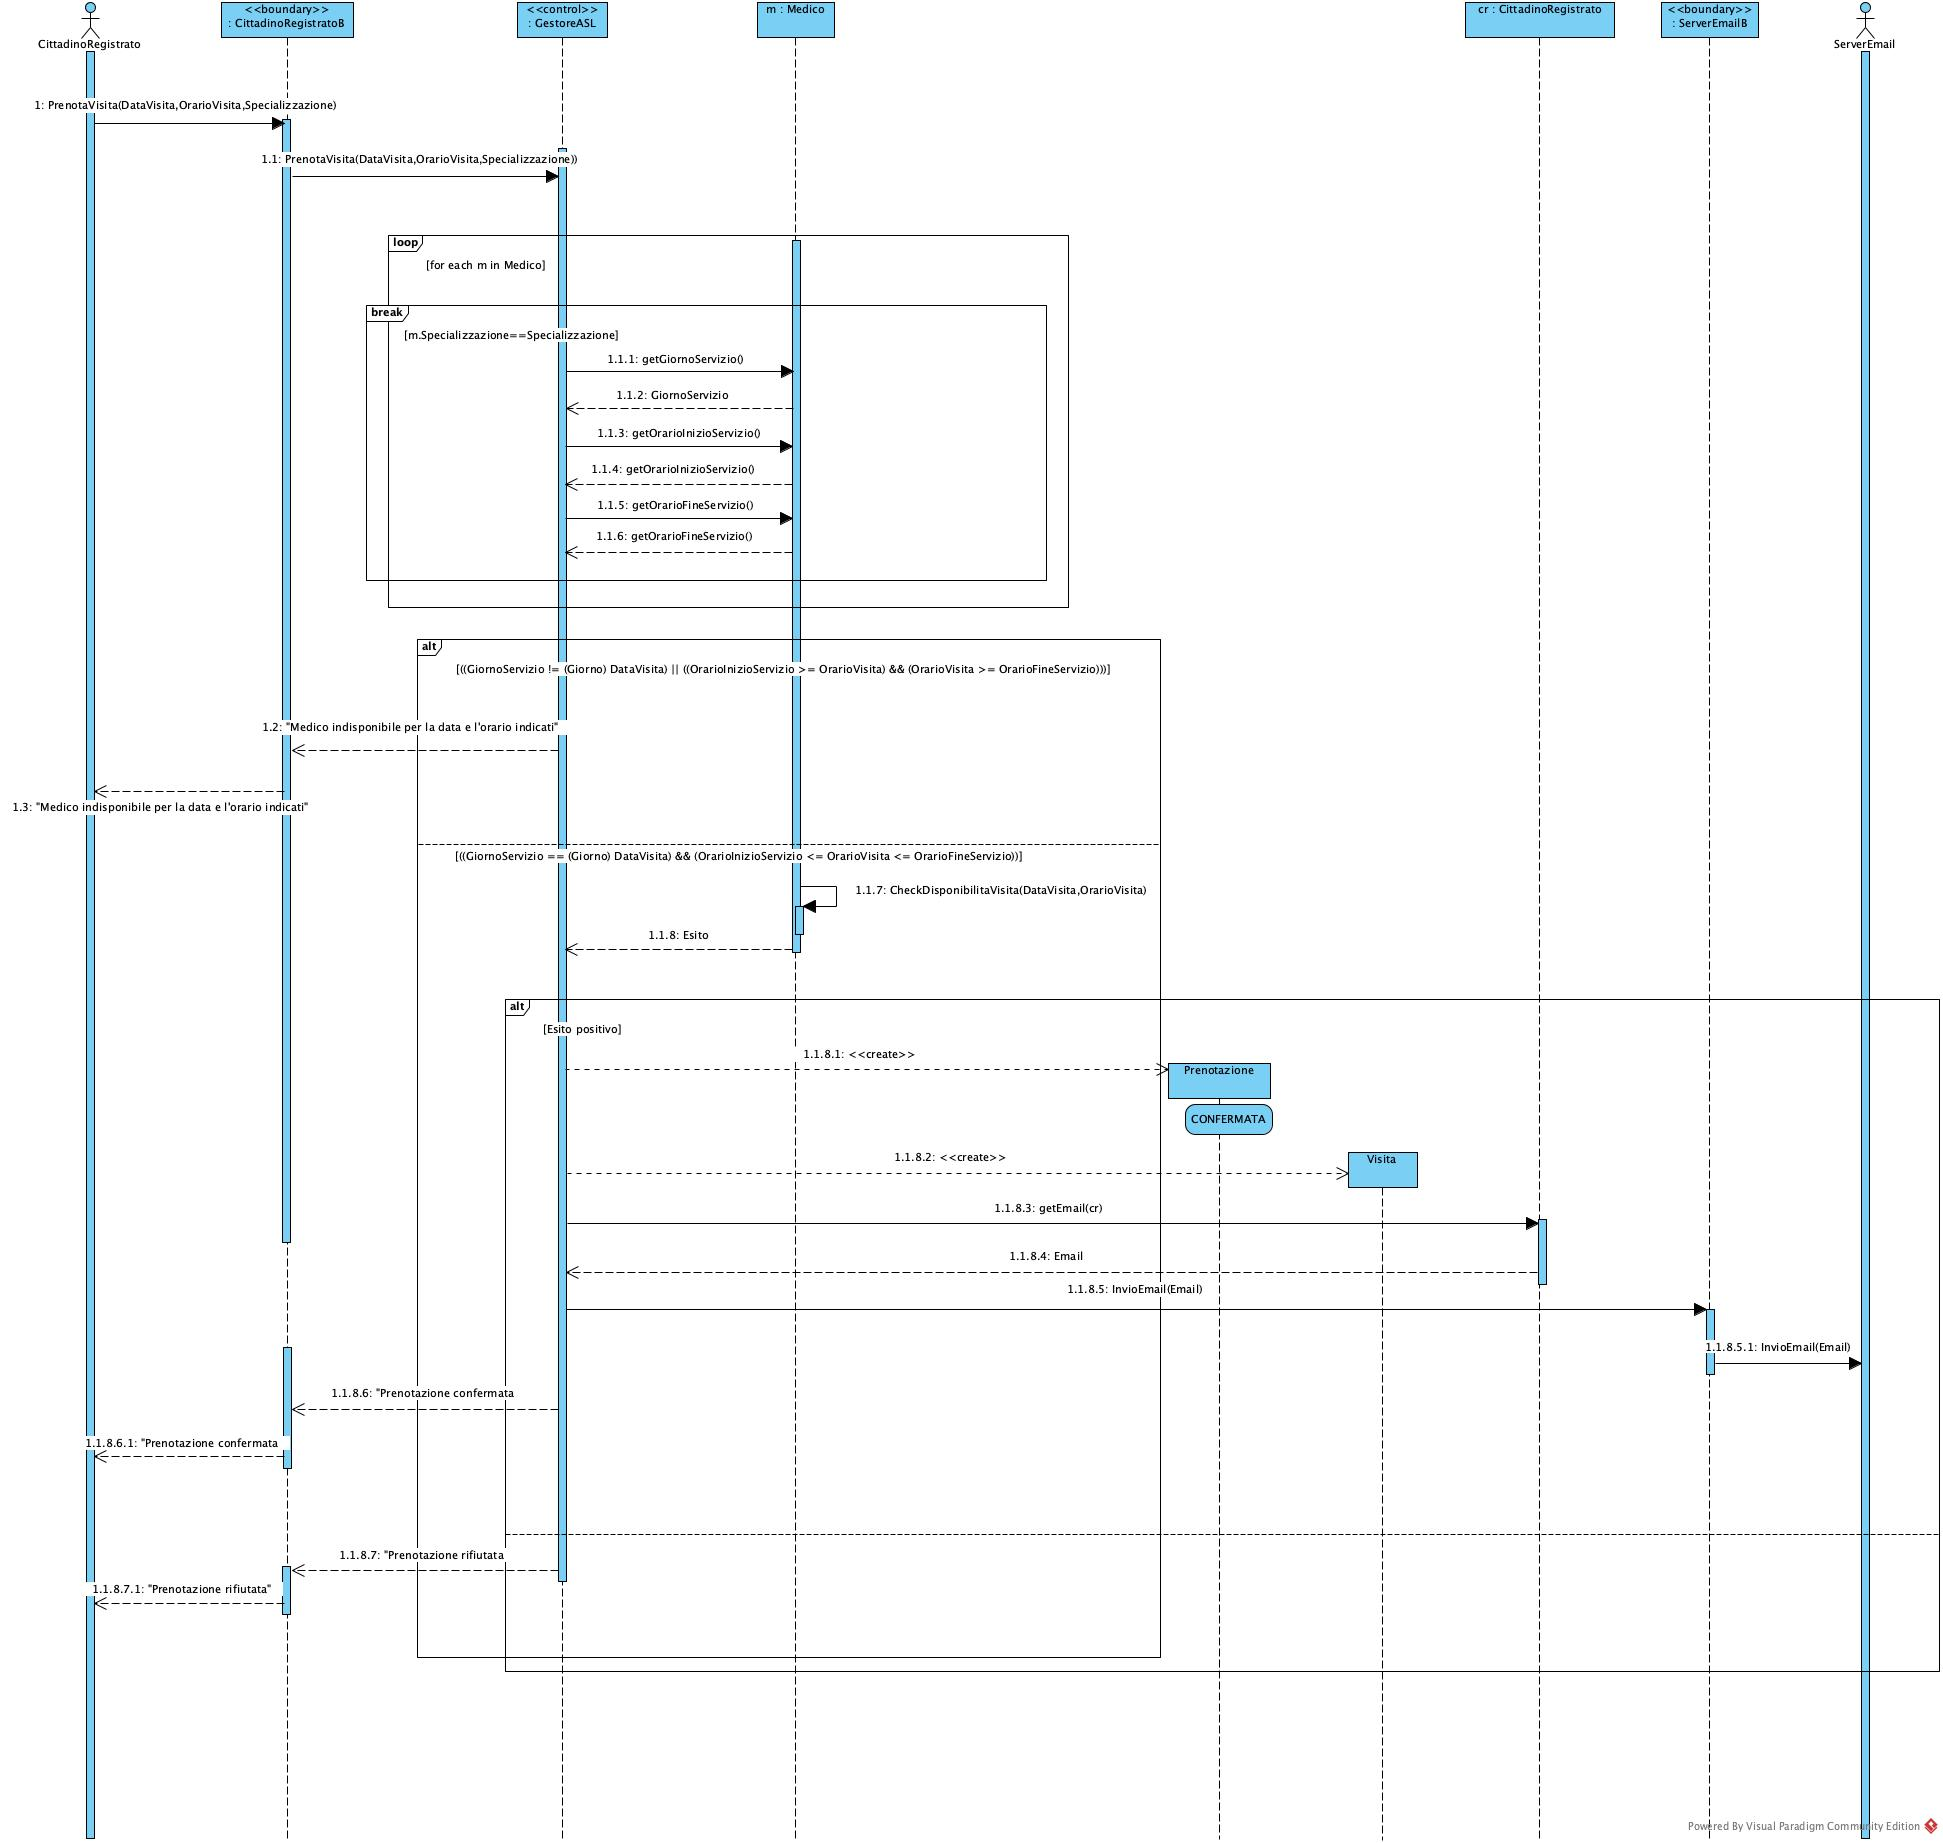 CittadinoRegistrato
<<boundary>>
: CittadinoRegistratoB
<<control>>
: GestoreASL
m : Medico
cr : CittadinoRegistrato
<<boundary>>
: ServerEmailB
ServerEmail
1: PrenotaVisita(DataVisita,OrarioVisita,Specializzazione)
1.1: PrenotaVisita(DataVisita,OrarioVisita,Specializzazione))
loop
[for each m in Medico]
break
[m.Specializzazione==Specializzazione]
1.1.1: getGiornoServizio()
1.1.2: GiornoServizio
1.1.3: getOrarioInizioServizio()
1.1.4: getOrarioInizioServizio()
1.1.5: getOrarioFineServizio()
1.1.6: getOrarioFineServizio()
alt
[((GiornoServizio != (Giorno) DataVisita) || ((OrarioInizioServizio >= OrarioVisita) && (OrarioVisita >= OrarioFineServizio)))]
1.2: "Medico indisponibile per la data e l'orario indicati"
1.3: "Medico indisponibile per la data e l'orario indicati"
[((GiornoServizio == (Giorno) DataVisita) && (OrarioInizioServizio <= OrarioVisita <= OrarioFineServizio))]
1.1.7: CheckDisponibilitaVisita(DataVisita,OrarioVisita)
1.1.8: Esito
alt
[Esito positivo]
1.1.8.1: <<create>>
Prenotazione
CONFERMATA
1.1.8.2: <<create>>
Visita
1.1.8.3: getEmail(cr)
1.1.8.4: Email
1.1.8.5: InvioEmail(Email)
1.1.8.5.1: InvioEmail(Email)
1.1.8.6: "Prenotazione confermata
1.1.8.6.1: "Prenotazione confermata
1.1.8.7: "Prenotazione rifiutata
1.1.8.7.1: "Prenotazione rifiutata"
Powered By Visual Paradigm Community Edition